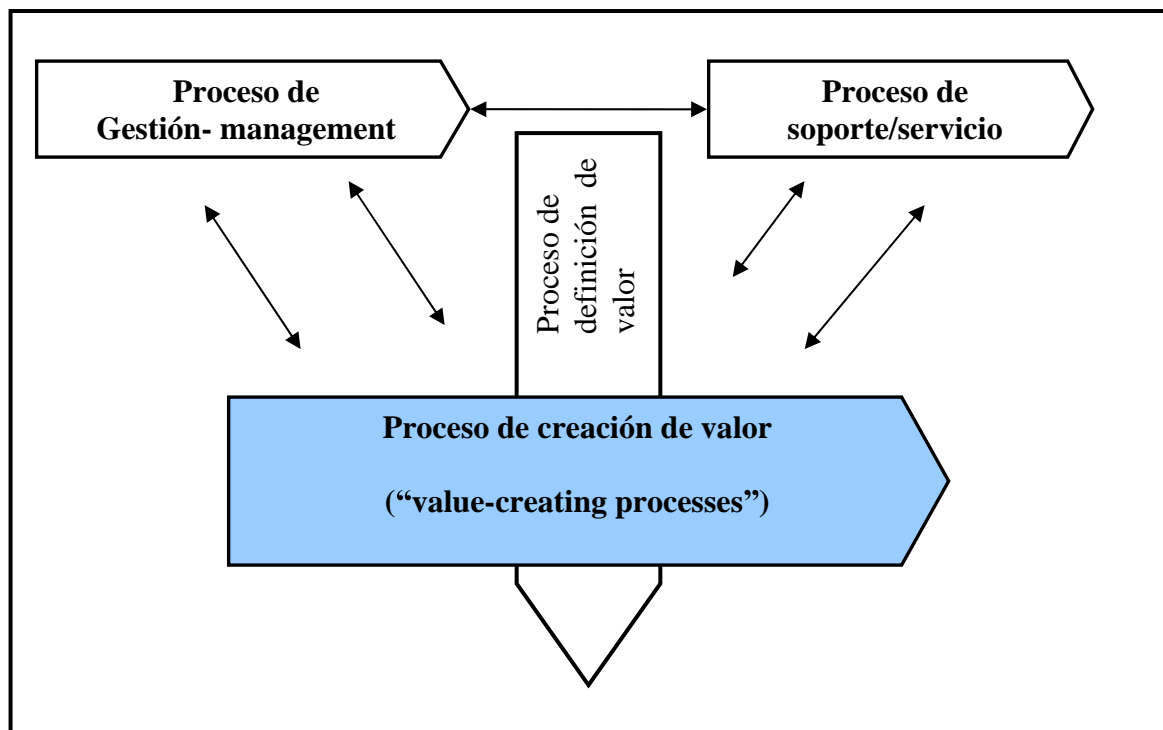 Proceso de
Gestión- management
Proceso de
soporte/servicio
Proceso de
definición de
valor
Proceso de creación de valor
(“value-creating processes”)